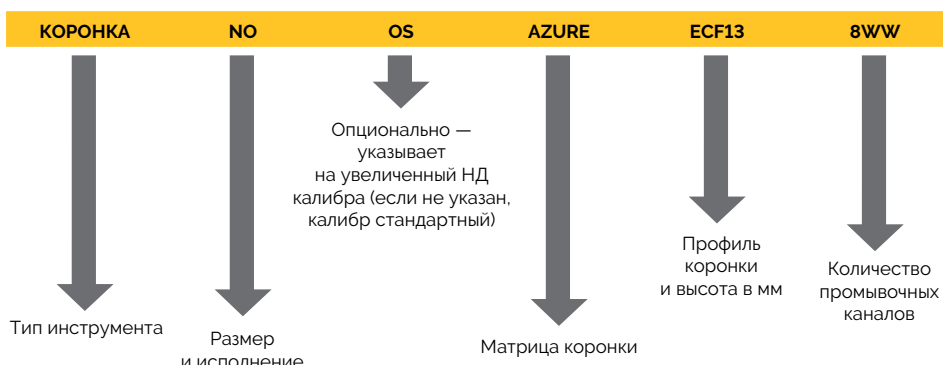 КОРОНКА NO OS AZURE ECF13 8WW
Опционально —
указывает
на увеличенный НД
калибра (если не указан,
калибр стандартный)
Профиль
коронки
и высота в мм
Количество
промывочных
каналов
Тип инструмента
Размер
и исполнение
Матрица коронки